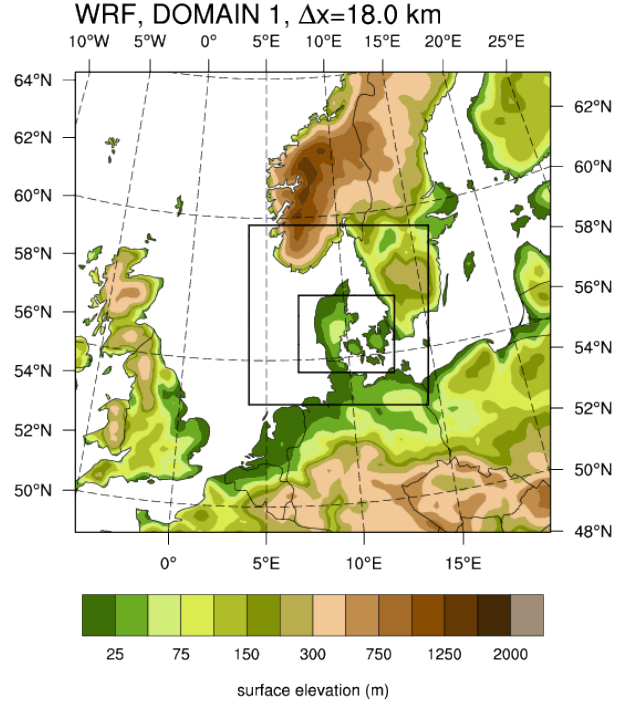 WRF, DOMAIN 1, Δx=18.0 km
10°W 5°W 0° 5°E 10°E 15°E 20°E 25°E
64°N
62°N
62°N
60°N
60°N
58°N
58°N
56°N
56°N
54°N
54°N
52°N
52°N
50°N
50°N
48°N
0° 5°E 10°E 15°E
25 75 150 300 750 1250 2000
surface elevation (m)